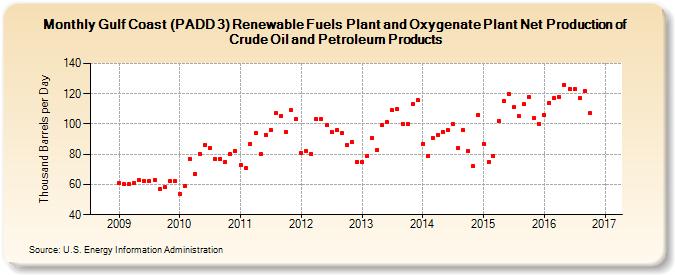 Monthly Gulf Coast (PADD 3) Renewable Fuels Plant and Oxygenate Plant Net Production of
Crude Oil and Petroleum Products
Thousand Barrels per Day
140
120
100
80
60
40
2009 2010 2011 2012 2013 2014 2015 2016 2017
Source: U.S. Energy Information Administration